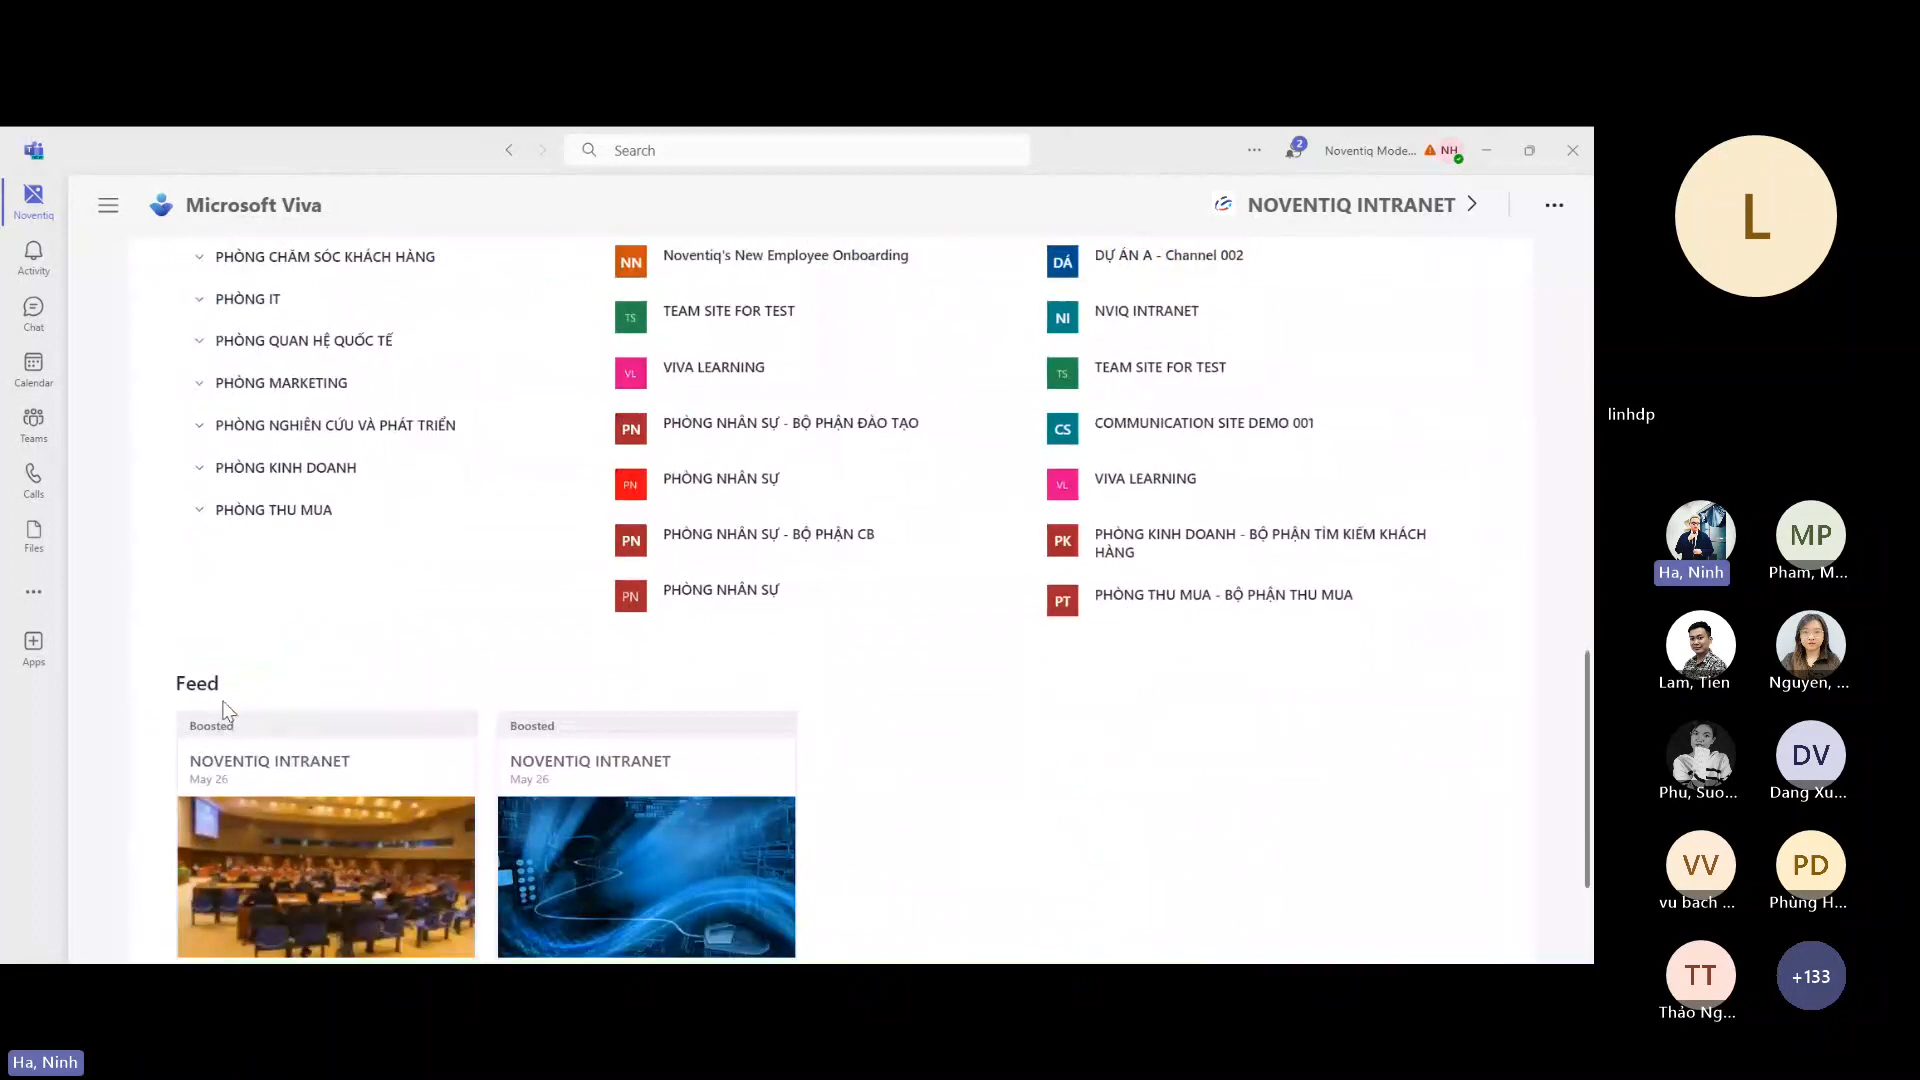 Search
2
Noventiq Mode...
NH
Noventiq
Activity
Chat
Calendar
Teams
Calls
Files
Apps
Microsoft Viva
NOVENTIQ INTRANET
PHÒNG CHĂM SÓC KHÁCH HÀNG
PHÒNG IT
PHÒNG QUAN HỆ QUỐC TẾ
PHÒNG MARKETING
PHÒNG NGHIÊN CỨU VÀ PHÁT TRIỂN
PHÒNG KINH DOANH
PHÒNG THU MUA
NN Noventiq's New Employee Onboarding
TS TEAM SITE FOR TEST
VL VIVA LEARNING
PN PHÒNG NHÂN SỰ - BỘ PHẬN ĐÀO TẠO
PN PHÒNG NHÂN SỰ
PN PHÒNG NHÂN SỰ - BỘ PHẬN CB
PN PHÒNG NHÂN SỰ
DÁ DỰ ÁN A - Channel 002
NI NVIQ INTRANET
TS TEAM SITE FOR TEST
CS COMMUNICATION SITE DEMO 001
VL VIVA LEARNING
PK PHÒNG KINH DOANH - BỘ PHẬN TÌM KIẾM KHÁCH
HÀNG
PT PHÒNG THU MUA - BỘ PHẬN THU MUA
Feed
Boosted
NOVENTIQ INTRANET
May 26
Boosted
NOVENTIQ INTRANET
May 26
L
linhdp
Ha, Ninh
MP
Pham, M...
Lam, Tien
Nguyen, ...
Phu, Suo...
DV
Dang Xu...
VV
vu bach ...
PD
Phùng H...
TT
Thảo Ng...
+133
Ha, Ninh